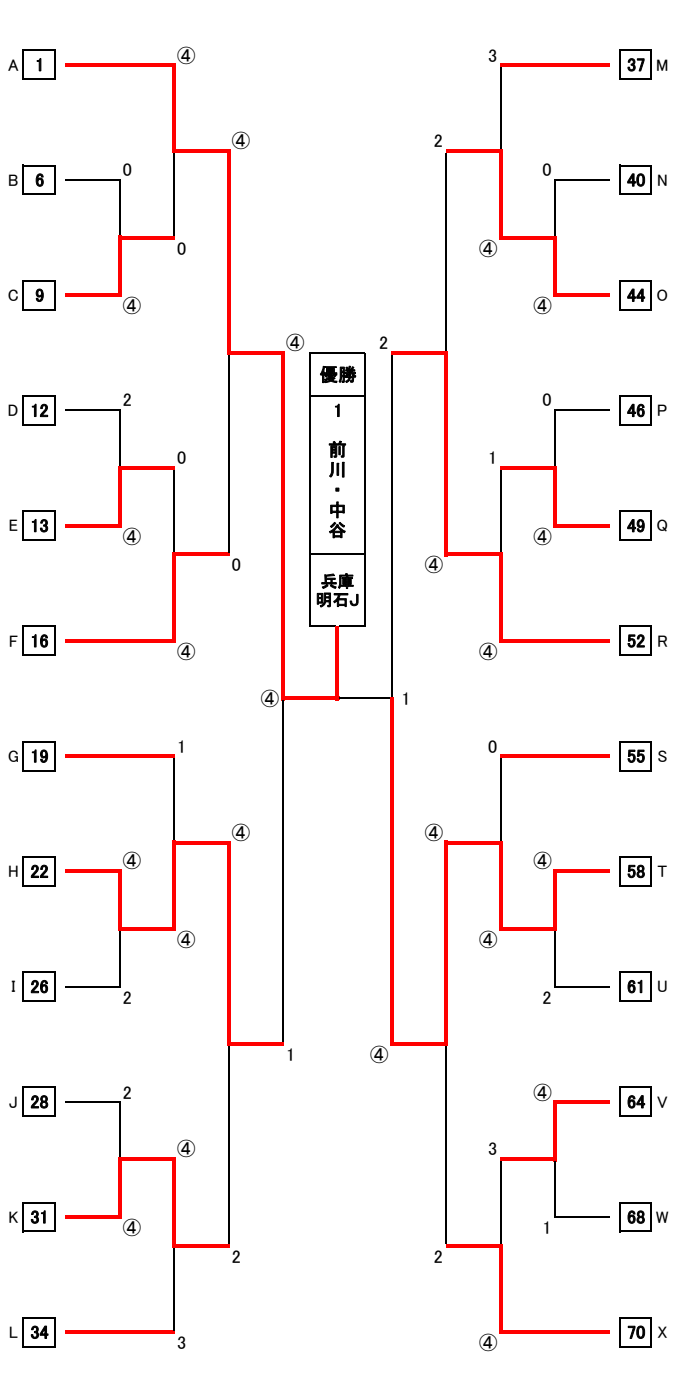 ④ 3
A 1 37 M
④ 2
0 0
B 6 40 N
0 ④
C 9 44 O
④ ④
④ 2
優勝
2 0
D 12 1 46 P
前
0 川 1
・
中
E 13 谷 49 Q
④ ④
0 ④
兵庫
明石J
F 16 52 R
④ ④
④ 1
1 0
G 19 55 S
④ ④
④ ④
H 22 58 T
④ ④
I 26 61 U
2 2
1 ④
2 ④
J 28 64 V
④ 3
K 31 68 W
④ 1
2 2
L 34 70 X
3 ④